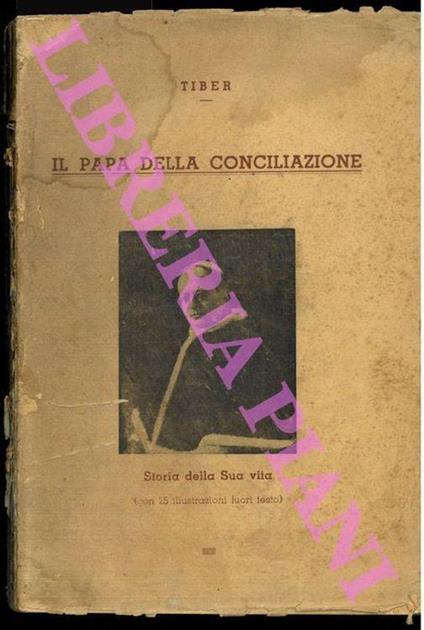 TIBER
IL PAPA DELLA CONCILIAZIONE
Storia della Sua vita
(con 25 illustrazioni fuori testo)
LIBRERIA PIANI